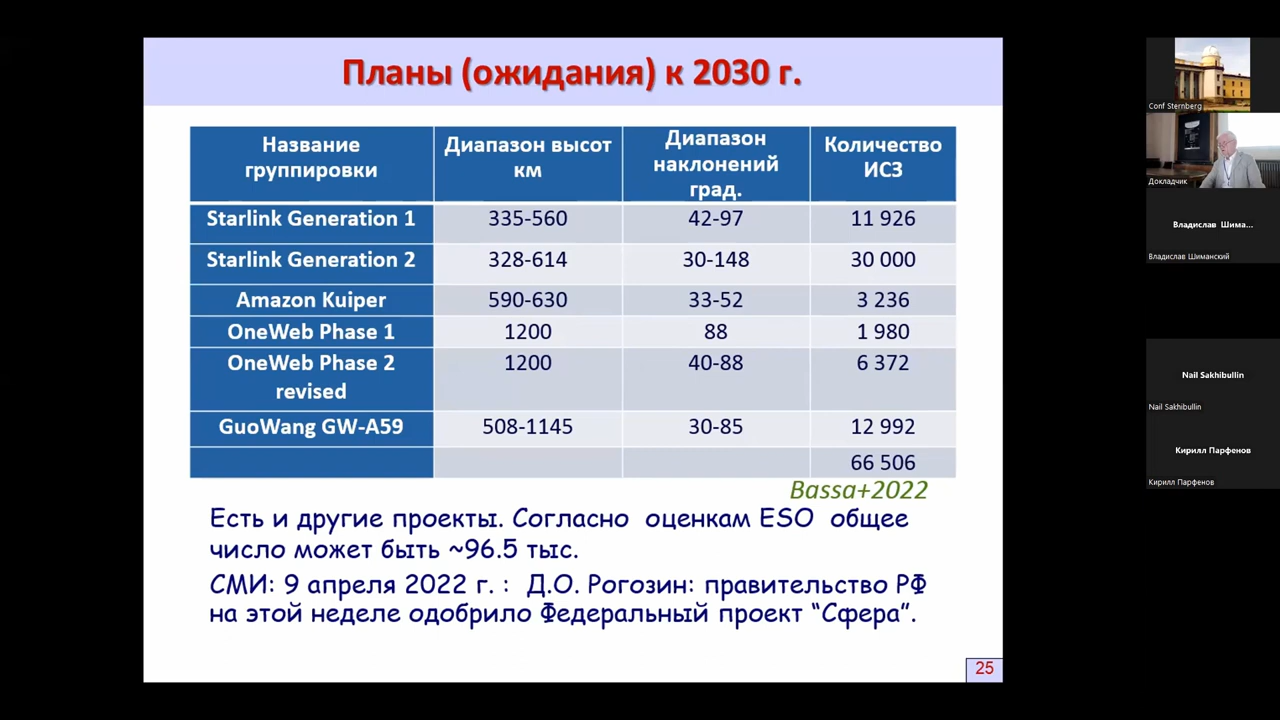 Планы (ожидания) к 2030 г.
Название группировки
Диапазон высот км
Диапазон наклонений град.
Количество ИСЗ
Starlink Generation 1 335-560 42-97 11 926
Starlink Generation 2 328-614 30-148 30 000
Amazon Kuiper 590-630 33-52 3 236
OneWeb Phase 1 1200 88 1 980
OneWeb Phase 2 revised 1200 40-88 6 372
GuoWang GW-A59 508-1145 30-85 12 992
66 506
Bassa+2022
Есть и другие проекты. Согласно оценкам ESO общее
число может быть ~96.5 тыс.
СМИ: 9 апреля 2022 г. : Д.О. Рогозин: правительство РФ
на этой неделе одобрило Федеральный проект “Сфера”.
25
Conf Sternberg
Докладчик
Владислав Шима...
Владислав Шиманский
Nail Sakhibullin
Nail Sakhibullin
Кирилл Парфенов
Кирилл Парфенов